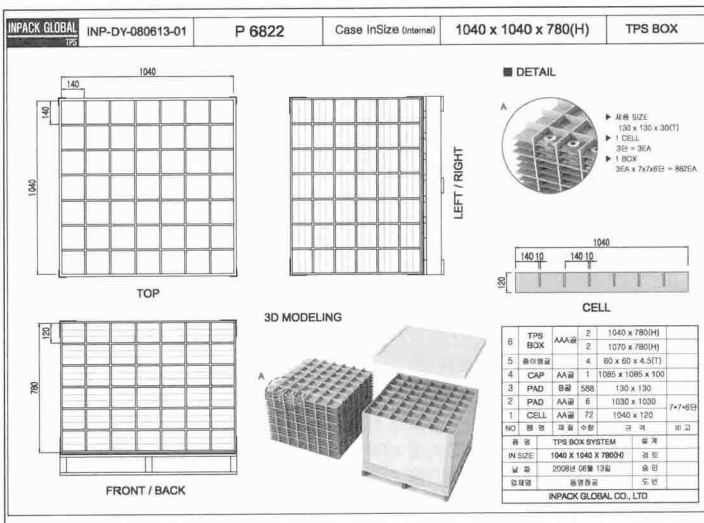 INPACK GLOBAL
TPS
INP-DY-080613-01
P 6822
Case InSize (Internal)
1040 x 1040 x 780(H)
TPS BOX
1040
140
140
1040
TOP
LEFT / RIGHT
■ DETAIL
A
▶ 제품 SIZE
130 x 130 x 30(T)
▶ 1 CELL
3단 = 3EA
▶ 1 BOX
3EA x 7x7x6단 = 882EA
1040
140 10
140 10
120
CELL
120
780
FRONT / BACK
3D MODELING
A
6 TPS BOX AAA골 2 1040 x 780(H)
2 1070 x 780(H)
5 종이앵글 4 60 x 60 x 4.5(T)
4 CAP AA골 1 1085 x 1085 x 100
3 PAD B골 588 130 x 130
2 PAD AA골 6 1030 x 1030
1 CELL AA골 72 1040 x 120
7*7*6단
NO 품 명 재 질 수량 규 격 비 고
품 명 TPS BOX SYSTEM 설 계
IN SIZE 1040 X 1040 X 780(H) 검 토
날 짜 2008년 06월 13일 승 인
업체명 도 번
INPACK GLOBAL CO., LTD